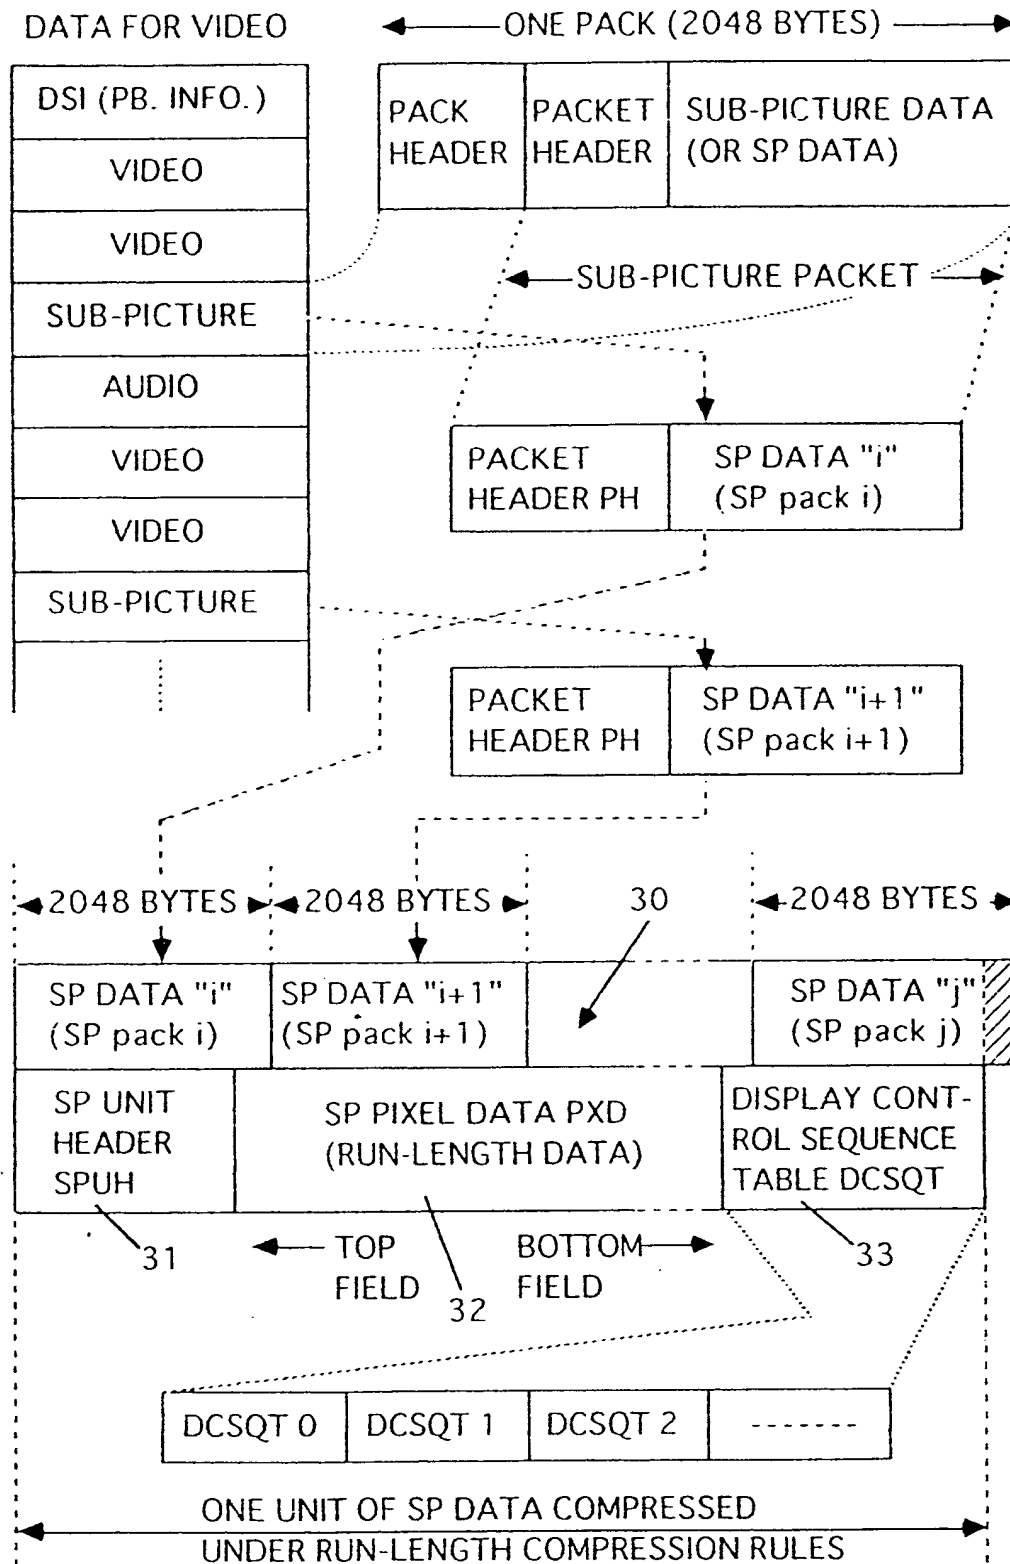 DATA FOR VIDEO
ONE PACK (2048 BYTES)
DSI (PB. INFO.)
VIDEO
VIDEO
SUB-PICTURE
AUDIO
VIDEO
VIDEO
SUB-PICTURE
PACK
HEADER
PACKET
HEADER
SUB-PICTURE DATA
(OR SP DATA)
SUB-PICTURE PACKET
PACKET
HEADER PH
SP DATA "i"
(SP pack i)
PACKET
HEADER PH
SP DATA "i+1"
(SP pack i+1)
2048 BYTES
2048 BYTES
30
2048 BYTES
SP DATA "i"
(SP pack i)
SP DATA "i+1"
(SP pack i+1)
SP DATA "j"
(SP pack j)
SP UNIT
HEADER
SPUH
SP PIXEL DATA PXD
(RUN-LENGTH DATA)
DISPLAY CONT-
ROL SEQUENCE
TABLE DCSQT
31
TOP
FIELD
32
BOTTOM
FIELD
33
DCSQT 0
DCSQT 1
DCSQT 2
ONE UNIT OF SP DATA COMPRESSED
UNDER RUN-LENGTH COMPRESSION RULES